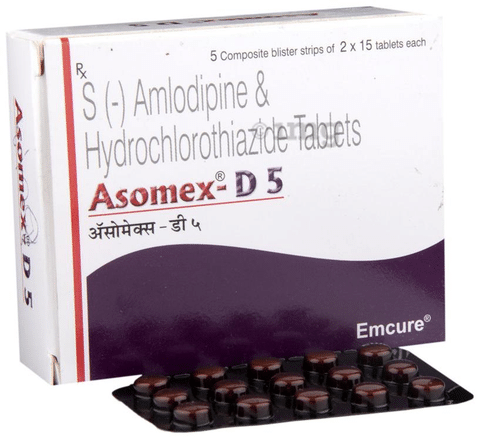 5 Composite blister strips of 2 x 15 tablets each
Rx
S (-) Amlodipine &
Hydrochlorothiazide Tablets
Asomex® - D 5
ॲसोमेक्स - डी ५
Emcure®
Asomex® D 5